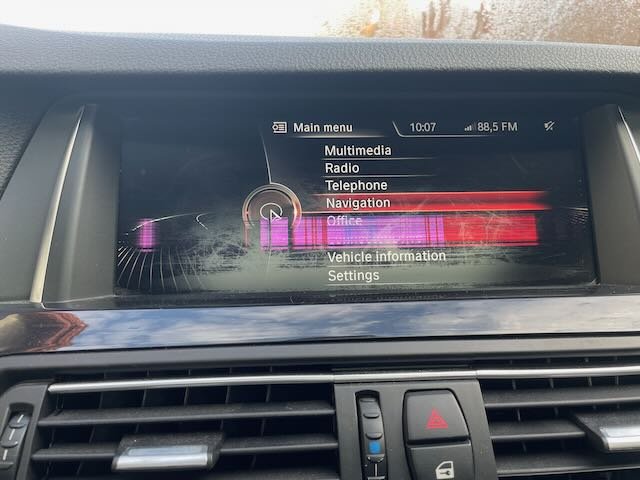 Main menu
10:07
88,5 FM
Multimedia
Radio
Telephone
Navigation
Office
Vehicle information
Settings